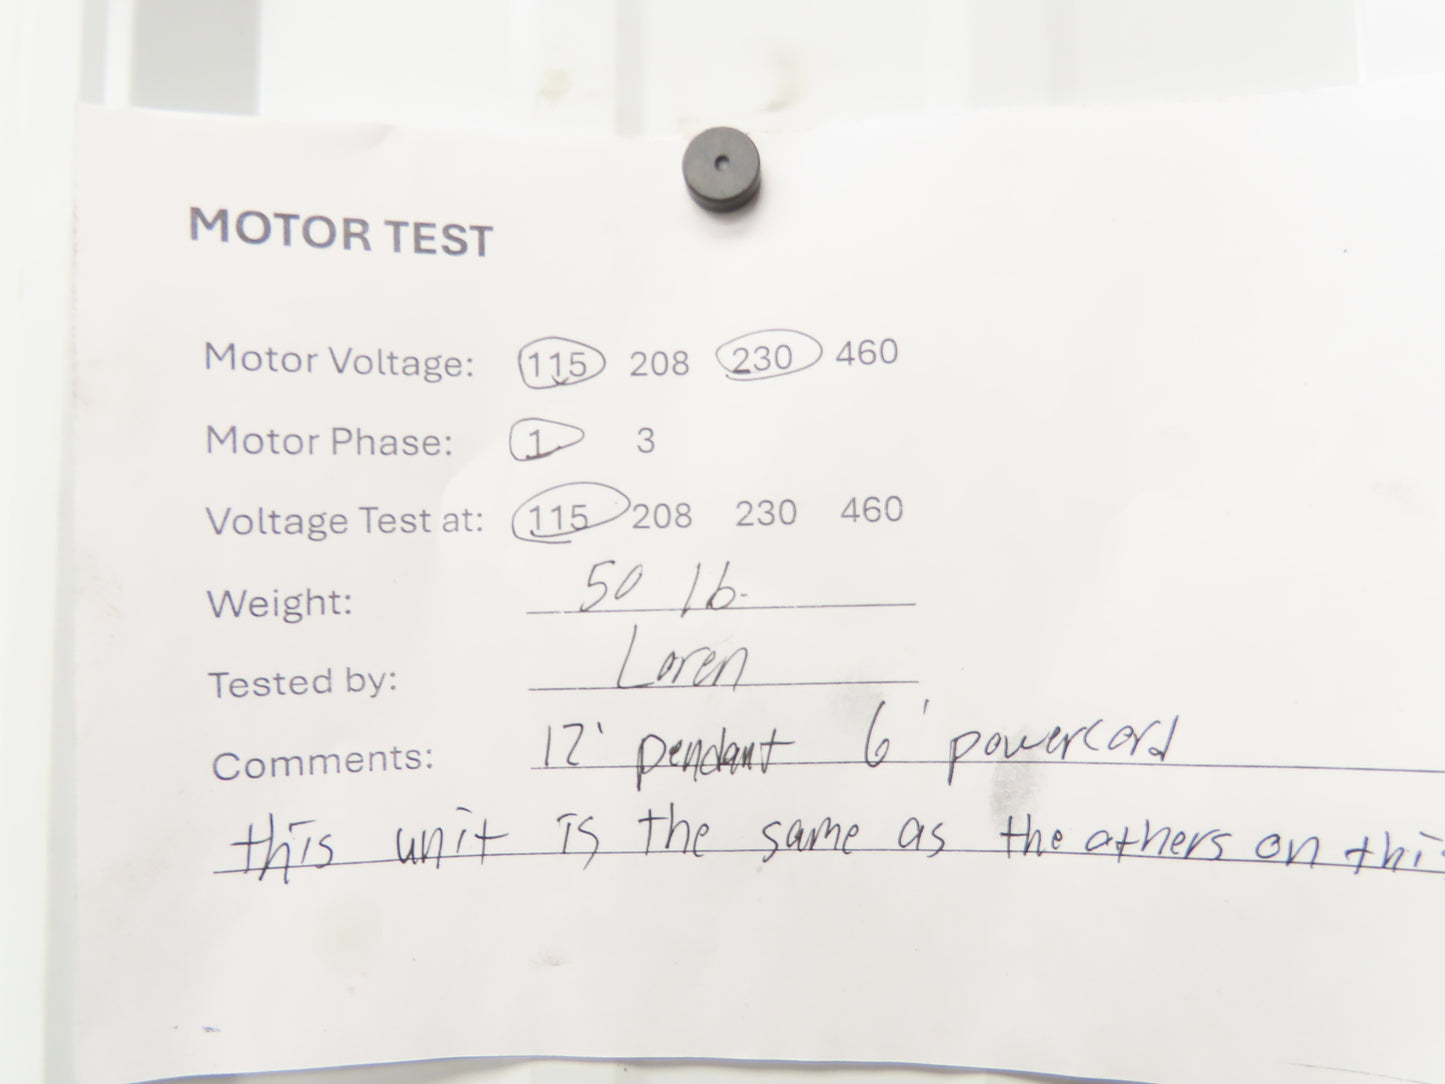 MOTOR TEST
Motor Voltage: 115 208 230 460
Motor Phase: 1 3
Voltage Test at: 115 208 230 460
Weight: 50 lb.
Tested by: Loren
Comments: 12' pendant 6' powercord
this unit is the same as the others on this